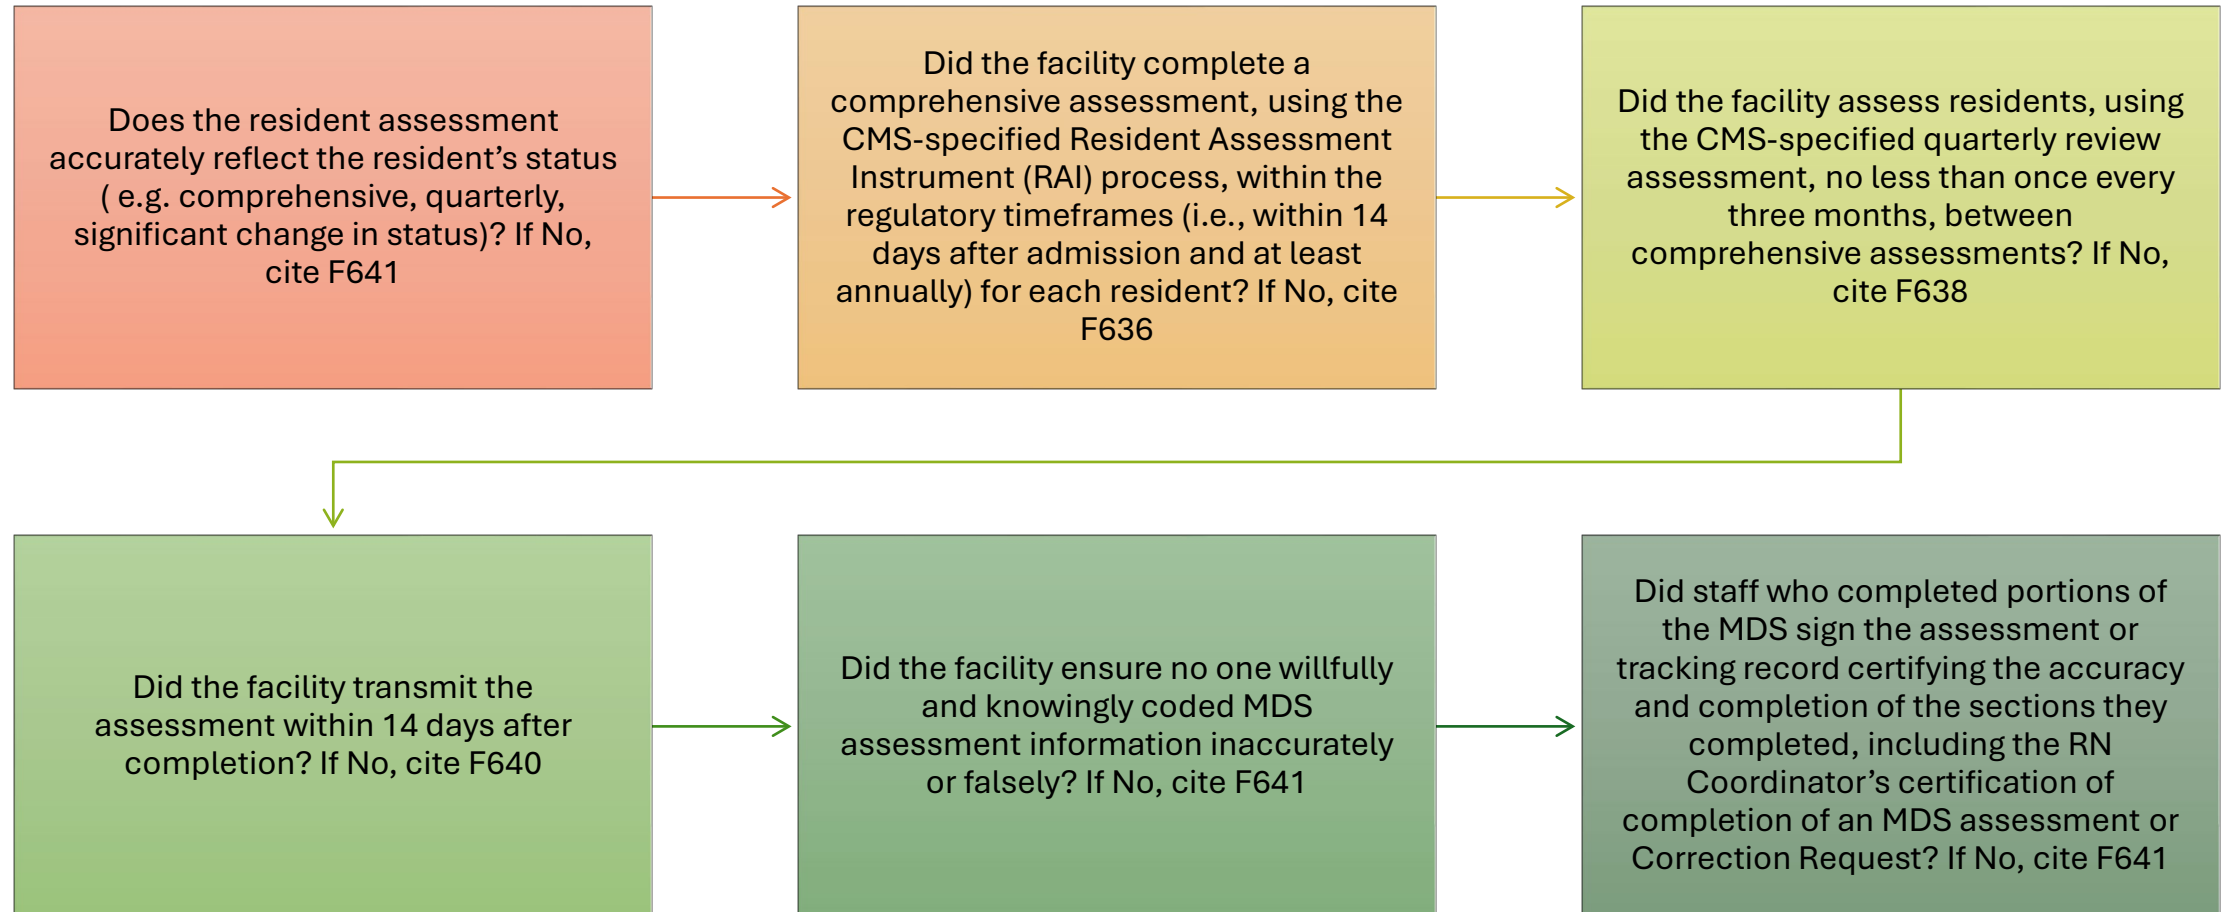 Does the resident assessment
accurately reflect the resident’s status
( e.g. comprehensive, quarterly,
significant change in status)? If No,
cite F641
Did the facility complete a
comprehensive assessment, using the
CMS-specified Resident Assessment
Instrument (RAI) process, within the
regulatory timeframes (i.e., within 14
days after admission and at least
annually) for each resident? If No, cite
F636
Did the facility assess residents, using
the CMS-specified quarterly review
assessment, no less than once every
three months, between
comprehensive assessments? If No,
cite F638
Did the facility transmit the
assessment within 14 days after
completion? If No, cite F640
Did the facility ensure no one willfully
and knowingly coded MDS
assessment information inaccurately
or falsely? If No, cite F641
Did staff who completed portions of
the MDS sign the assessment or
tracking record certifying the accuracy
and completion of the sections they
completed, including the RN
Coordinator’s certification of
completion of an MDS assessment or
Correction Request? If No, cite F641